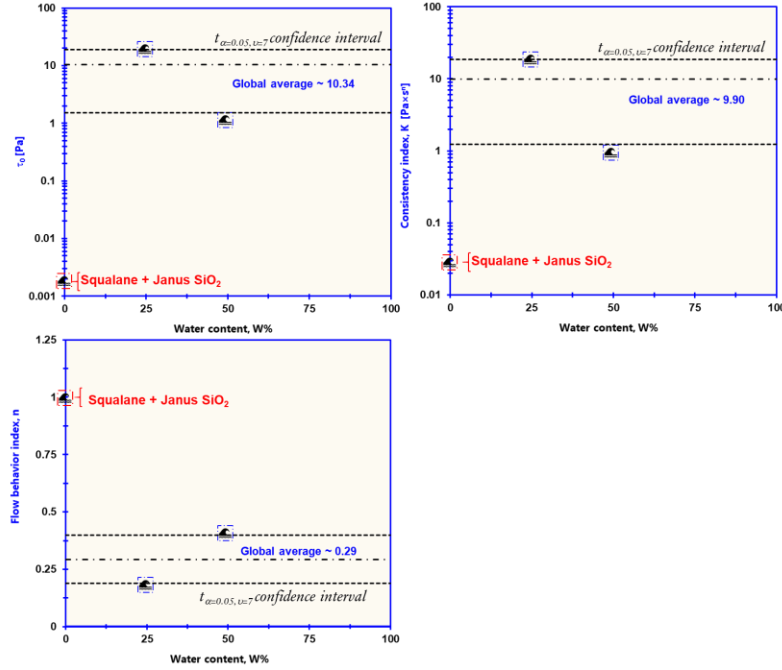 100
10
1
0.1
0.01
0.001
τ₀ [Pa]
tα=0.05, υ=7 confidence interval
Global average ~ 10.34
Squalane + Janus SiO₂
0 25 50 75 100
Water content, W%
100
10
1
0.1
0.01
Consistency index, K [Pa×sⁿ]
tα=0.05, υ=7 confidence interval
Global average ~ 9.90
Squalane + Janus SiO₂
0 25 50 75 100
Water content, W%
1.25
1
0.75
0.5
0.25
0
Flow behavior index, n
Squalane + Janus SiO₂
Global average ~ 0.29
tα=0.05, υ=7 confidence interval
0 25 50 75 100
Water content, W%